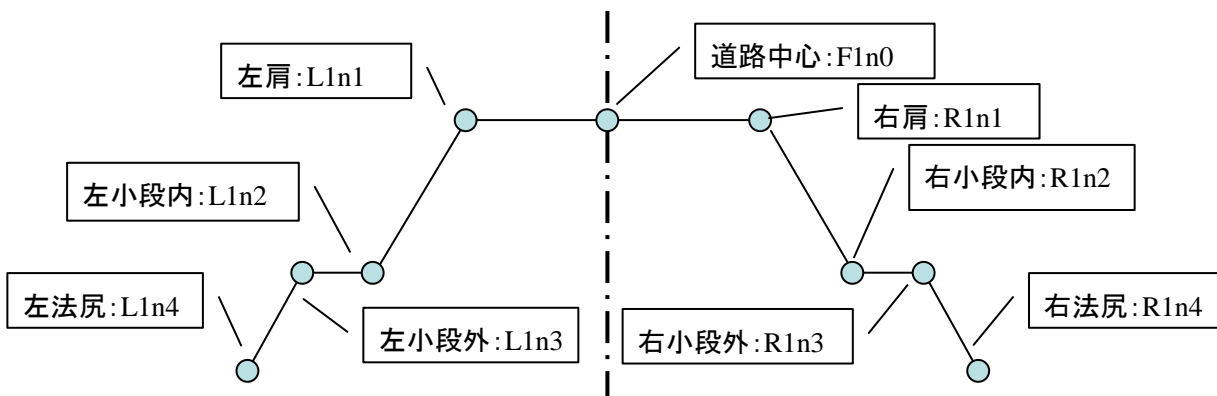 道路中心:F1n0
左肩:L1n1
右肩:R1n1
左小段内:L1n2
右小段内:R1n2
左法尻:L1n4
左小段外:L1n3
右小段外:R1n3
右法尻:R1n4